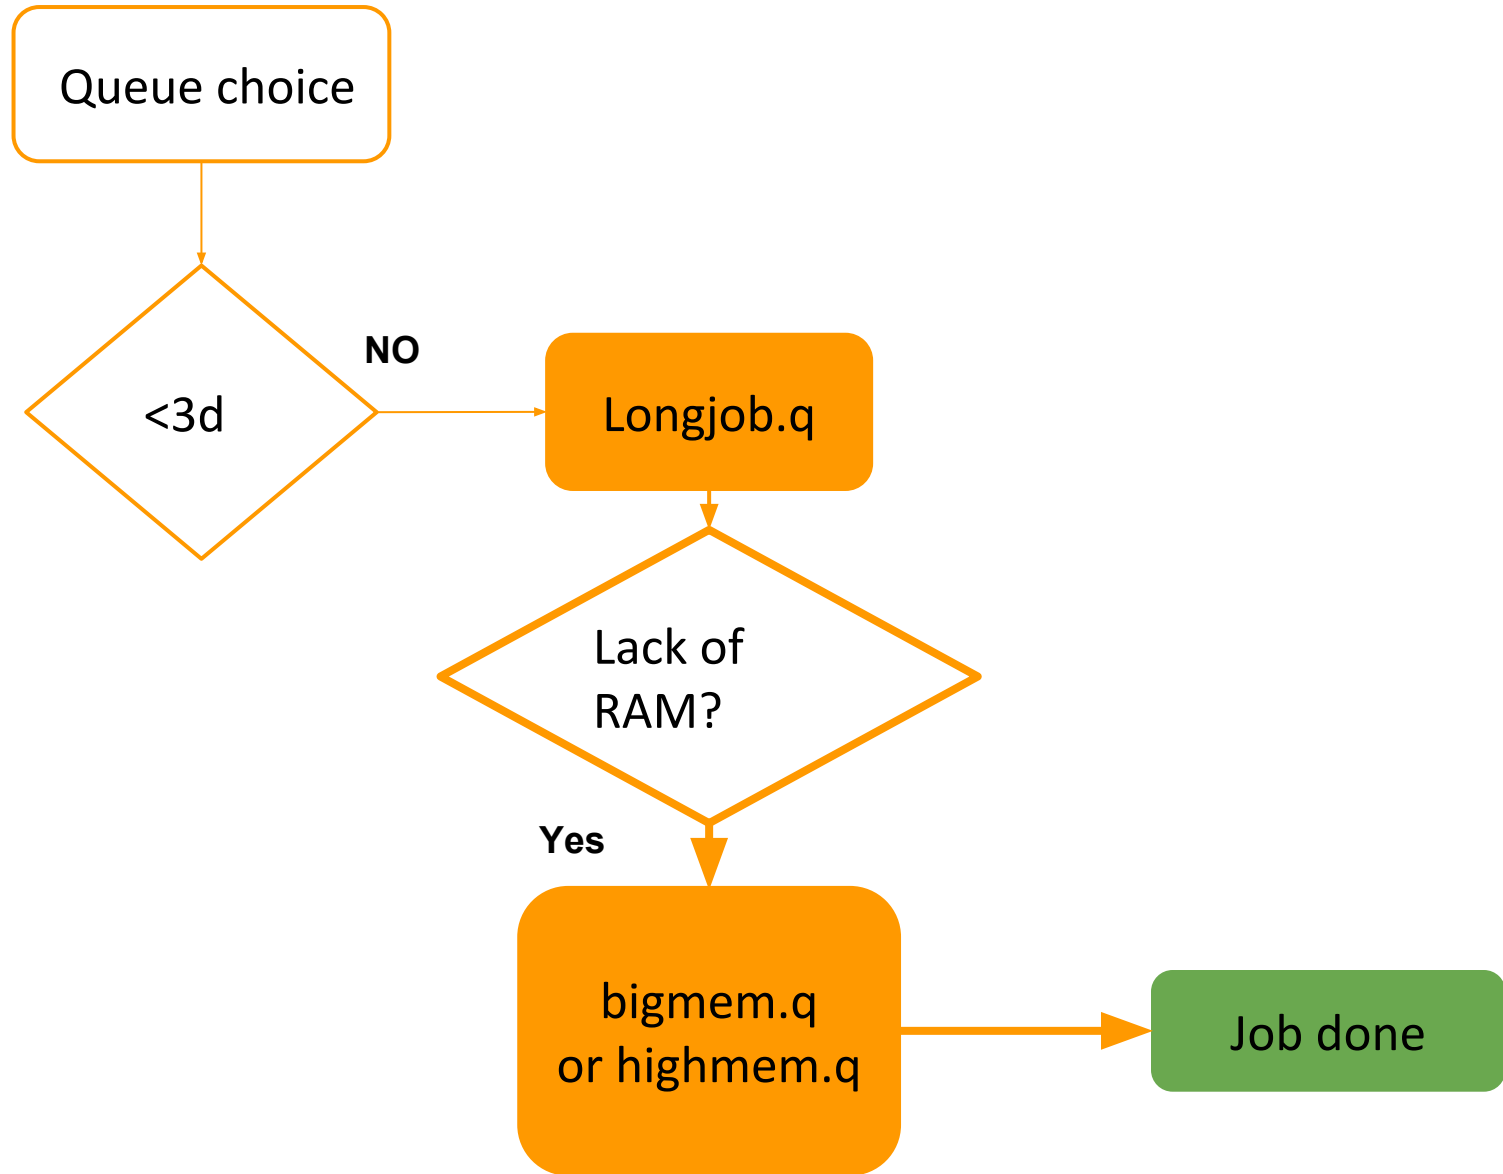 Queue choice
NO
<3d
Longjob.q
Lack of
RAM?
Yes
bigmem.q
or highmem.q
Job done